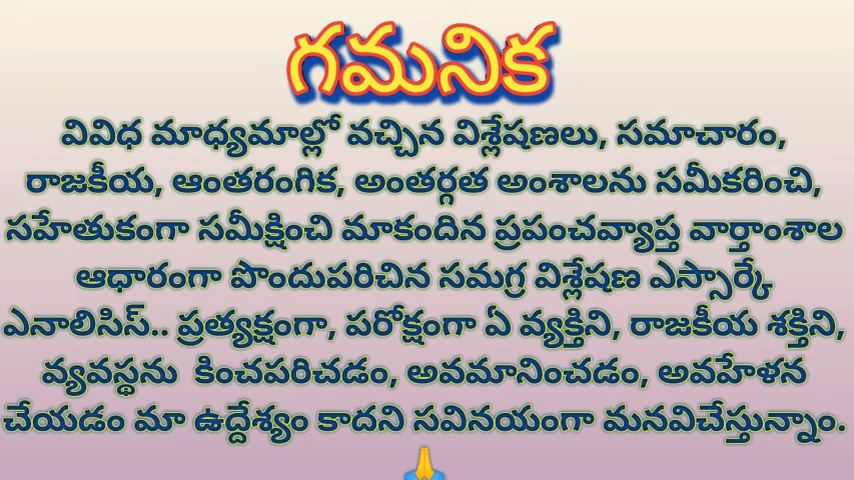 గమనిక
వివిధ మాధ్యమాల్లో వచ్చిన విశ్లేషణలు, సమాచారం,
రాజకీయ, ఆంతరంగిక, అంతర్గత అంశాలను సమీకరించి,
సహేతుకంగా సమీక్షించి మాకందిన ప్రపంచవ్యాప్త వార్తాంశాల
ఆధారంగా పొందుపరిచిన సమగ్ర విశ్లేషణ ఎస్సార్కే
ఎనాలిసిస్.. ప్రత్యక్షంగా, పరోక్షంగా ఏ వ్యక్తిని, రాజకీయ శక్తిని,
వ్యవస్థను కించపరిచడం, అవమానించడం, అవహేళన
చేయడం మా ఉద్దేశ్యం కాదని సవినయంగా మనవిచేస్తున్నాం.